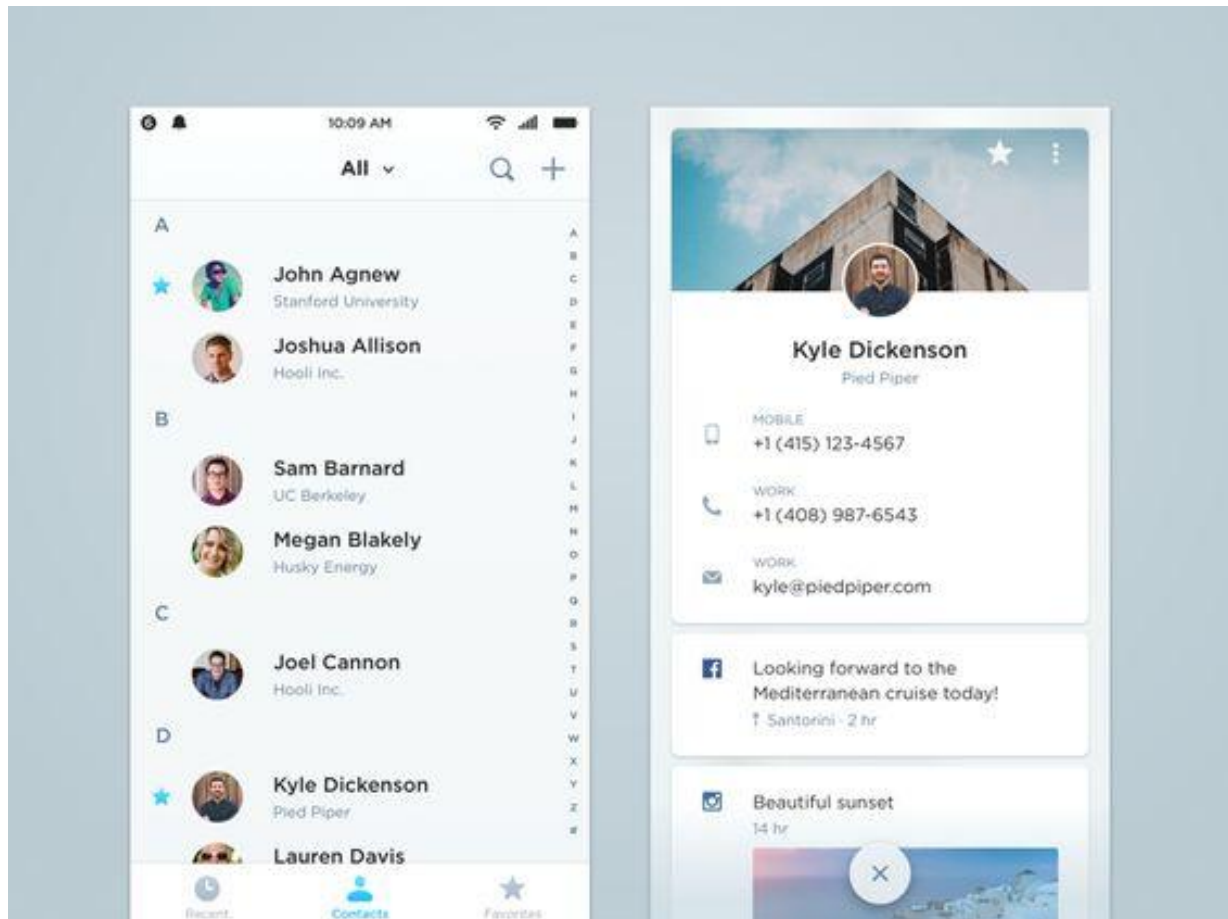 10:09 AM
All
A
John Agnew
Stanford University
Joshua Allison
Hooli Inc.
B
Sam Barnard
UC Berkeley
Megan Blakely
Husky Energy
C
Joel Cannon
Hooli Inc.
D
Kyle Dickenson
Pied Piper
Lauren Davis
A
B
C
D
E
F
G
H
I
J
K
L
M
N
O
P
Q
R
S
T
U
V
W
X
Y
Z
#
Recent
Contacts
Favorites
Kyle Dickenson
Pied Piper
MOBILE
+1 (415) 123-4567
WORK
+1 (408) 987-6543
WORK
kyle@piedpiper.com
Looking forward to the
Mediterranean cruise today!
Santorini · 2 hr
Beautiful sunset
14 hr